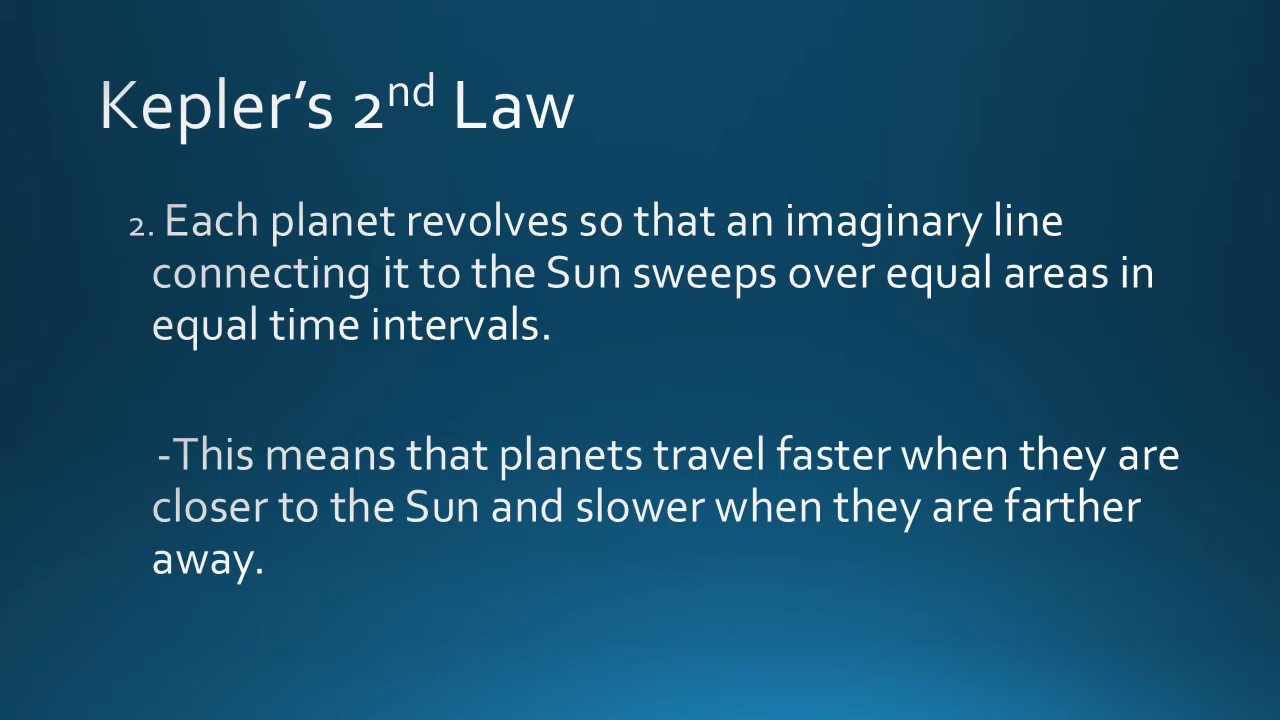 Kepler’s 2nd Law
2. Each planet revolves so that an imaginary line
connecting it to the Sun sweeps over equal areas in
equal time intervals.
-This means that planets travel faster when they are
closer to the Sun and slower when they are farther
away.